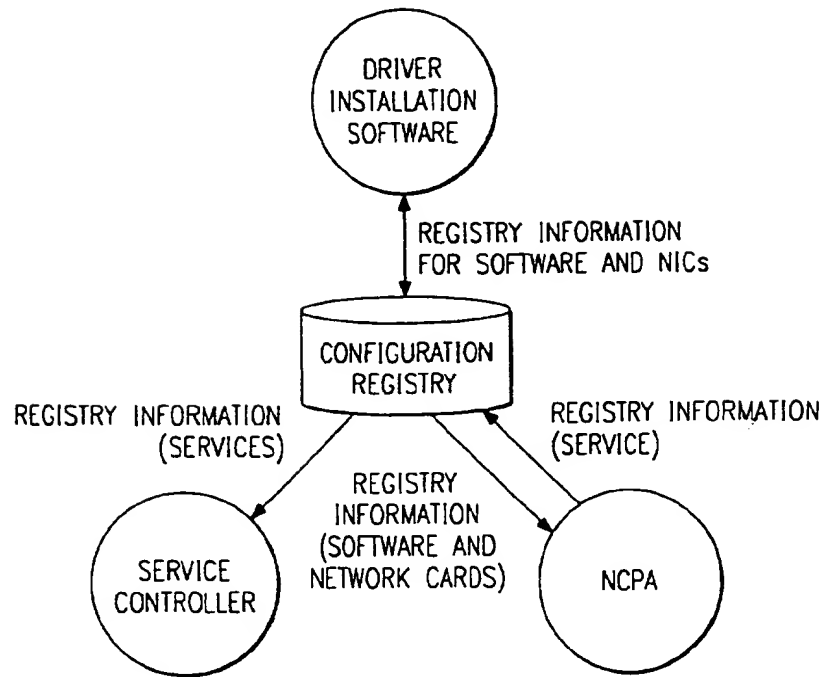 DRIVER
INSTALLATION
SOFTWARE
REGISTRY INFORMATION
FOR SOFTWARE AND NICs
CONFIGURATION
REGISTRY
REGISTRY INFORMATION
(SERVICES)
REGISTRY INFORMATION
(SERVICE)
REGISTRY
INFORMATION
(SOFTWARE AND
NETWORK CARDS)
SERVICE
CONTROLLER
NCPA